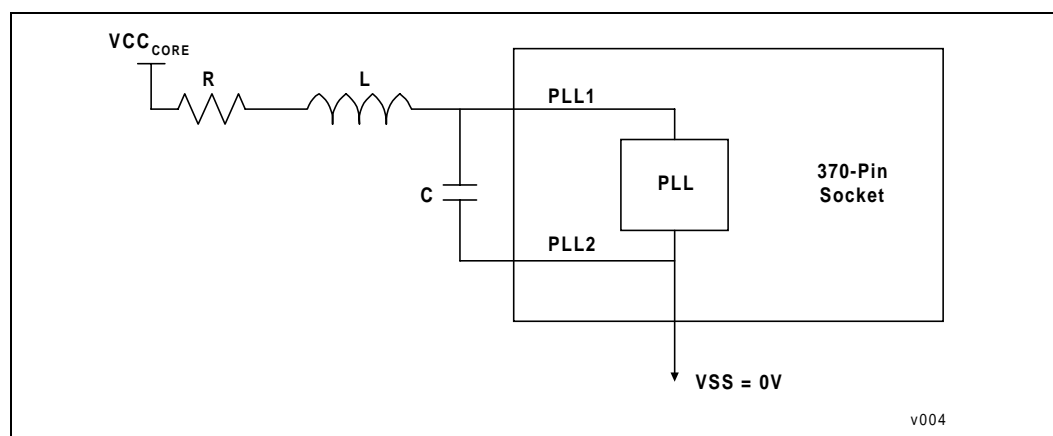 VCC CORE
R
L
PLL1
PLL
370-Pin
Socket
C
PLL2
VSS = 0V
v004